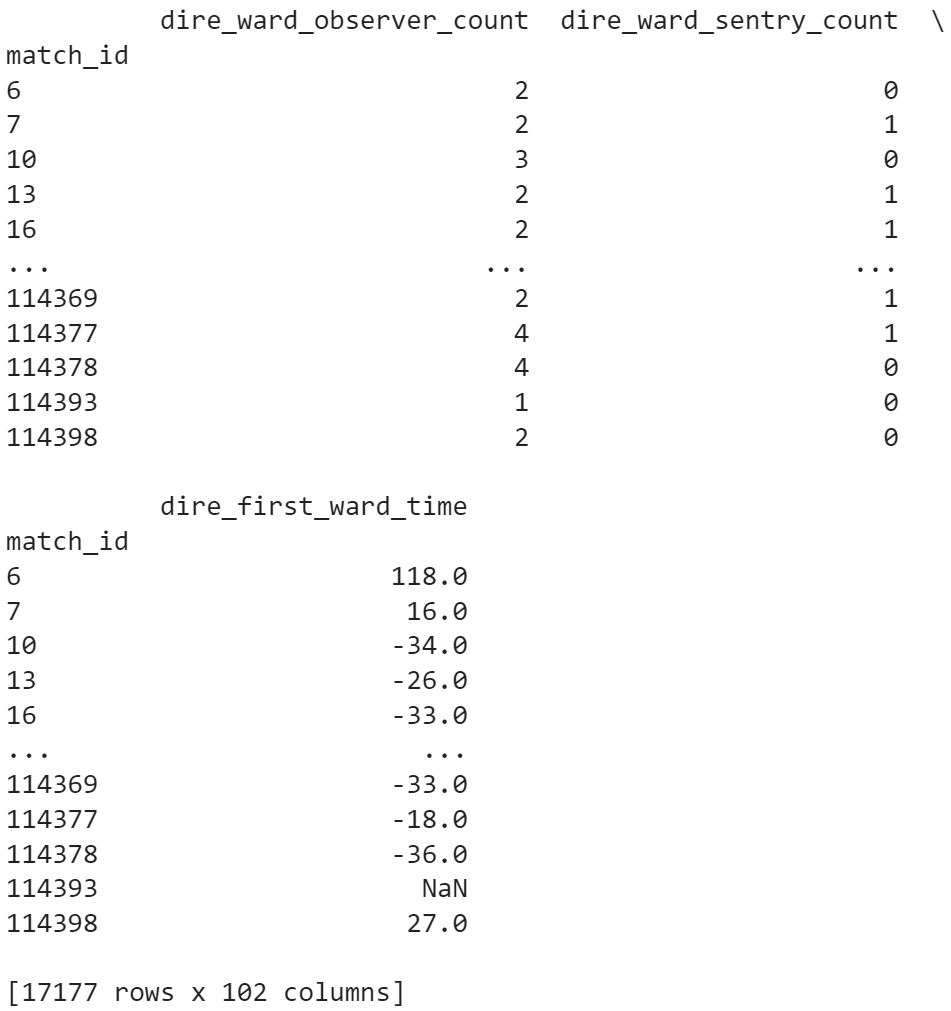 dire_ward_observer_count dire_ward_sentry_count \
match_id
6 2 0
7 2 1
10 3 0
13 2 1
16 2 1
... ... ...
114369 2 1
114377 4 1
114378 4 0
114393 1 0
114398 2 0
dire_first_ward_time
match_id
6 118.0
7 16.0
10 -34.0
13 -26.0
16 -33.0
... ...
114369 -33.0
114377 -18.0
114378 -36.0
114393 NaN
114398 27.0
[17177 rows x 102 columns]